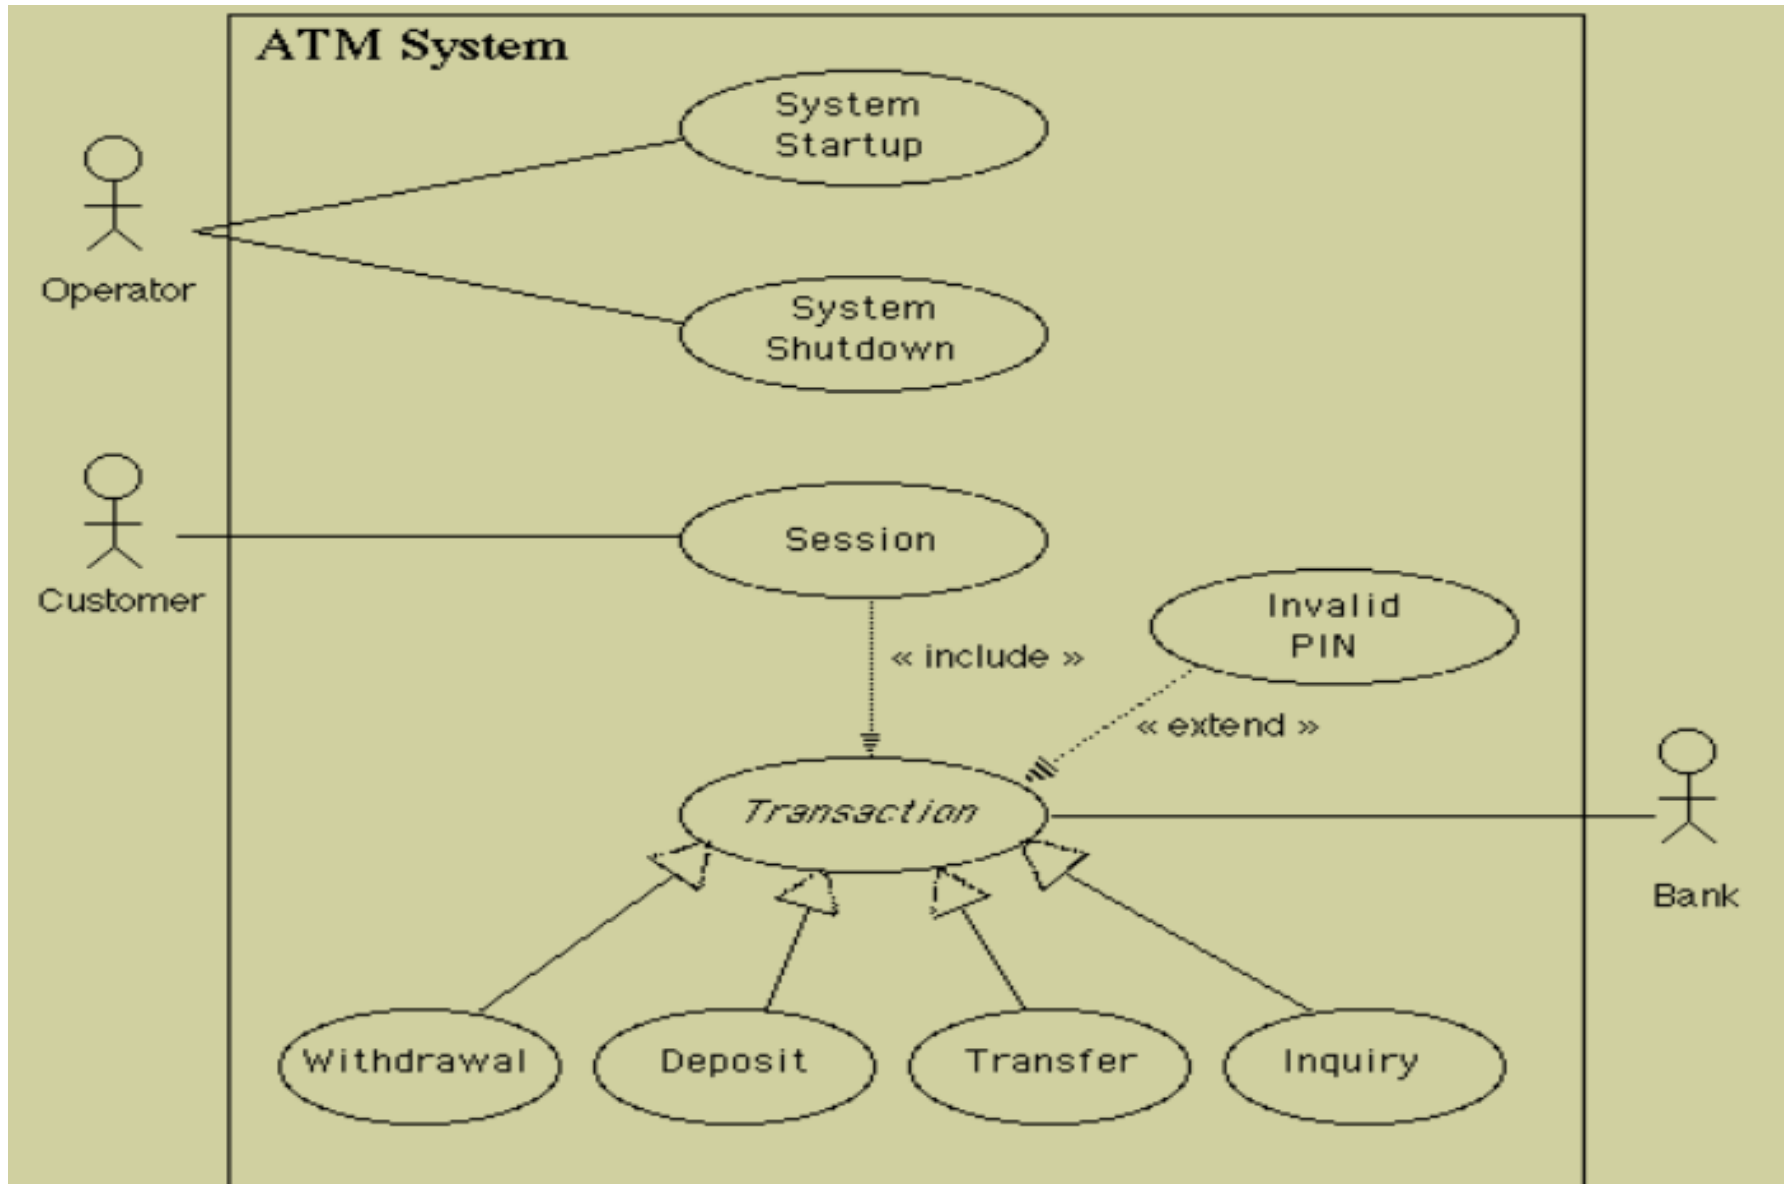 ATM System
System
Startup
Operator
System
Shutdown
Session
Customer
Invalid
PIN
« include »
« extend »
Transaction
Bank
Withdrawal
Deposit
Transfer
Inquiry